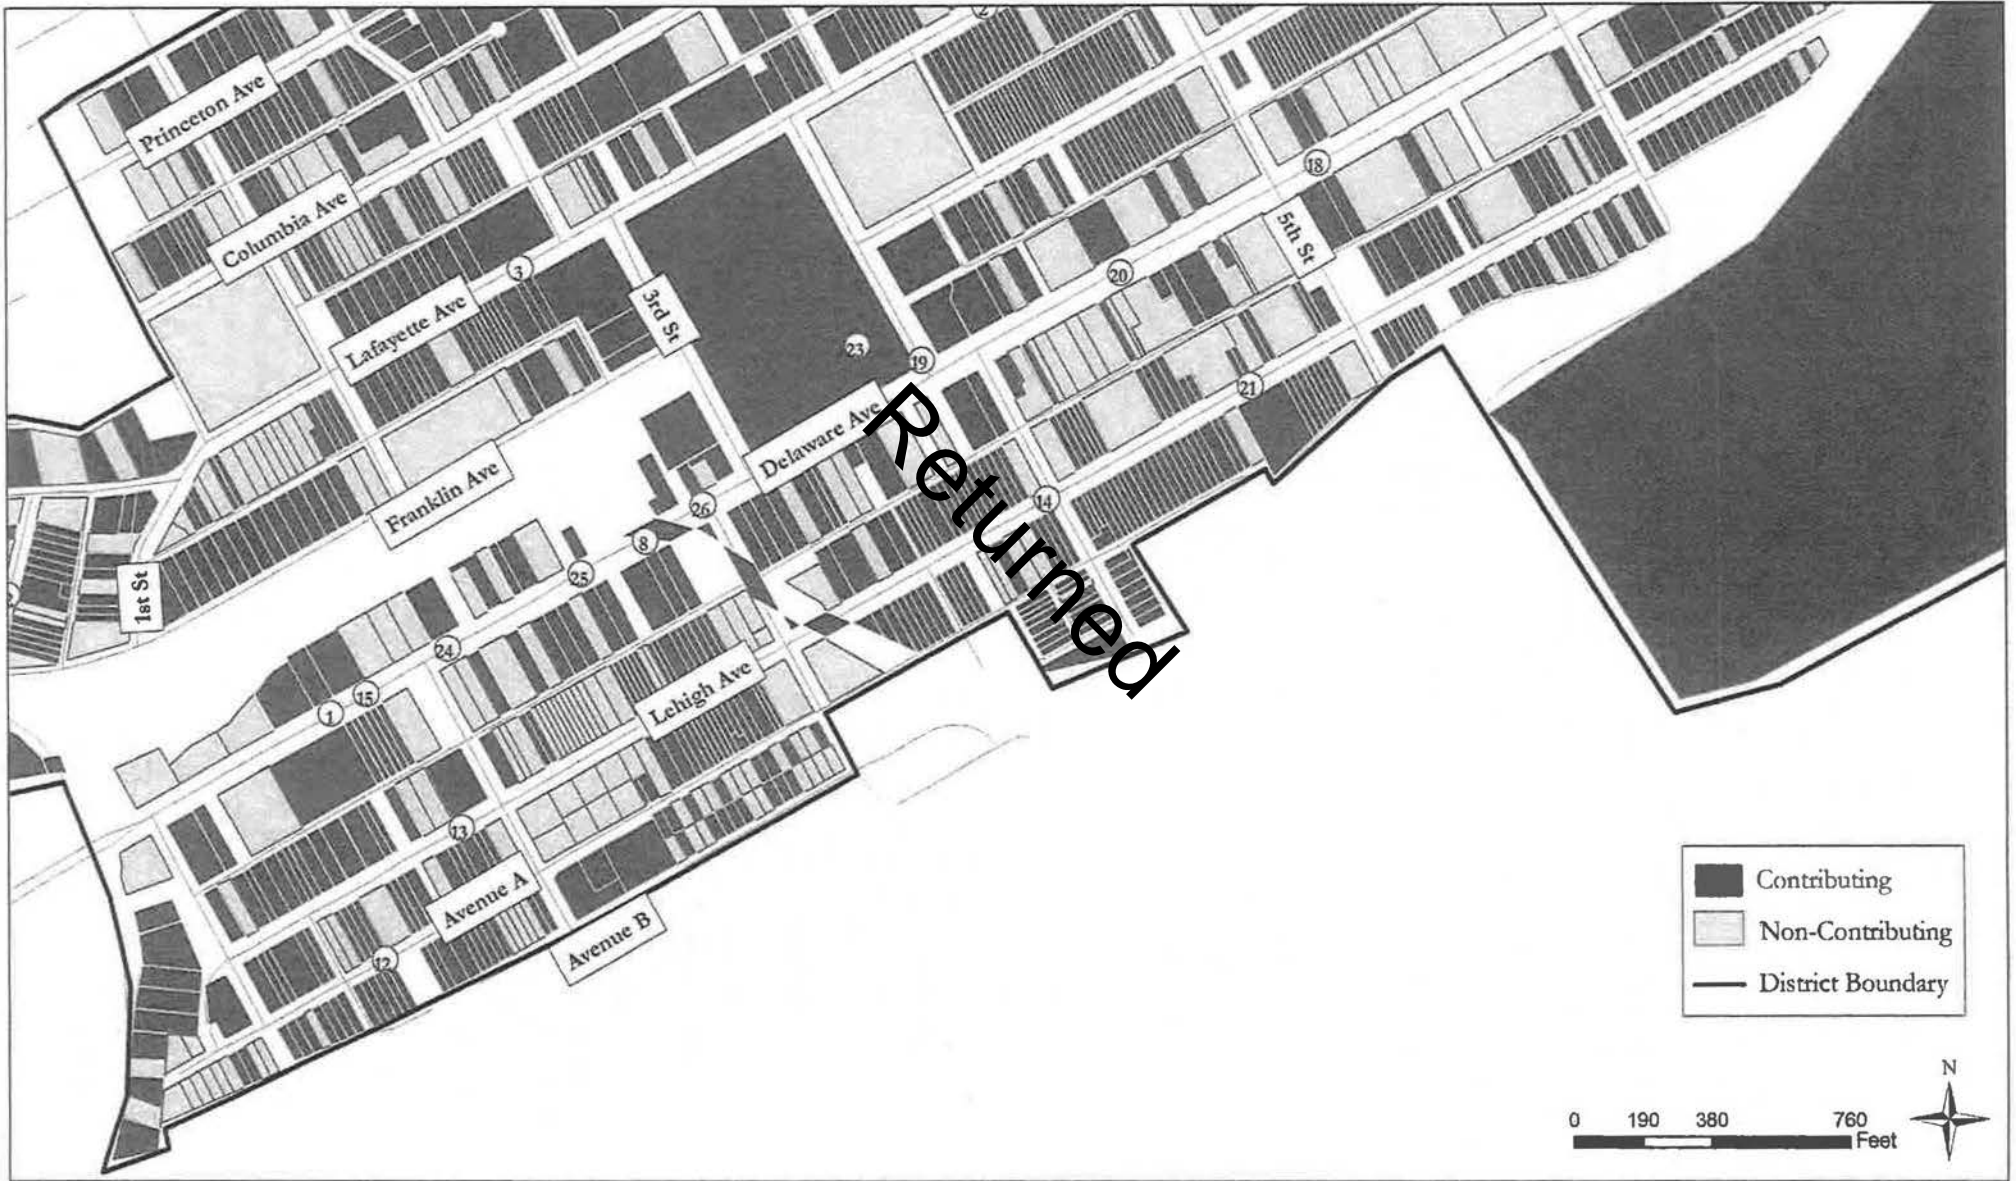 2
Princeton Ave
18
Columbia Ave
5th St
3
20
Lafayette Ave
3rd St
23
19
21
Delaware Ave
Returned
Franklin Ave
14
26
8
25
1st St
24
Lehigh Ave
15
1
13
Avenue A
Avenue B
12
Contributing
Non-Contributing
District Boundary
N
0 190 380 760
Feet